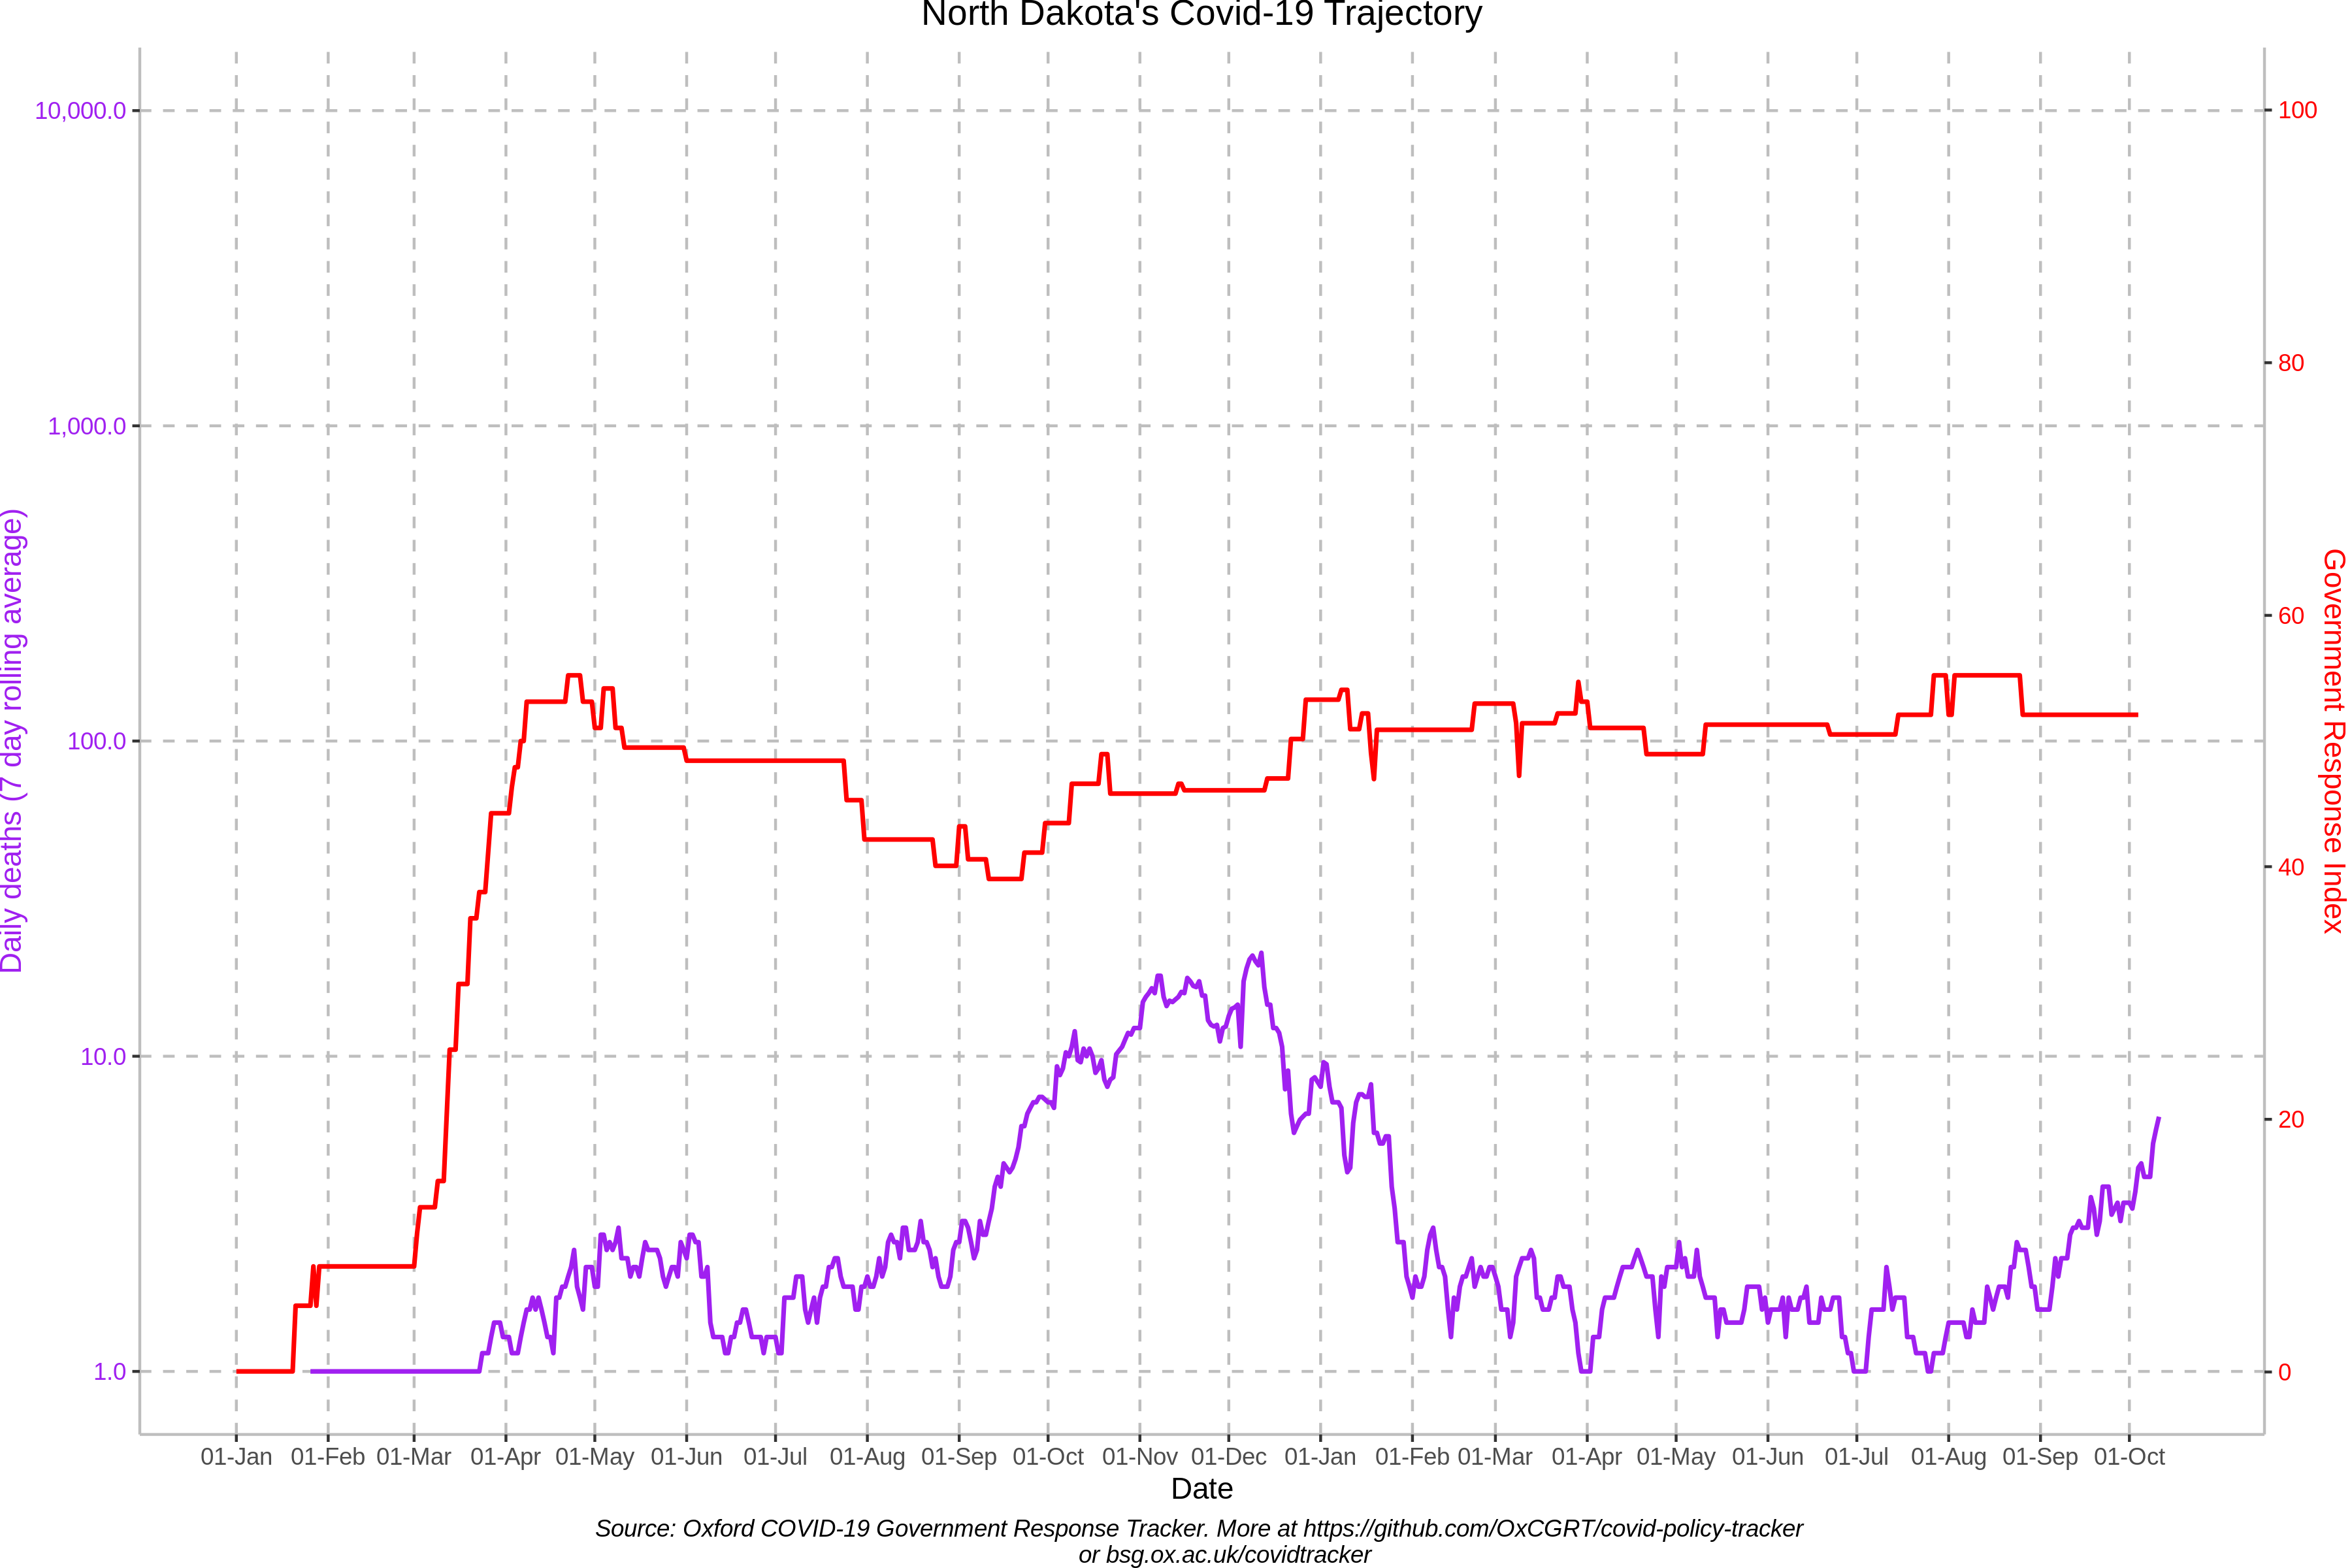 North Dakota's Covid-19 Trajectory
10,000.0
1,000.0
100.0
10.0
1.0
Daily deaths (7 day rolling average)
100
80
60
40
20
0
Government Response Index
01-Jan 01-Feb 01-Mar 01-Apr 01-May 01-Jun 01-Jul 01-Aug 01-Sep 01-Oct 01-Nov 01-Dec 01-Jan 01-Feb 01-Mar 01-Apr 01-May 01-Jun 01-Jul 01-Aug 01-Sep 01-Oct
Date
Source: Oxford COVID-19 Government Response Tracker. More at https://github.com/OxCGRT/covid-policy-tracker
or bsg.ox.ac.uk/covidtracker